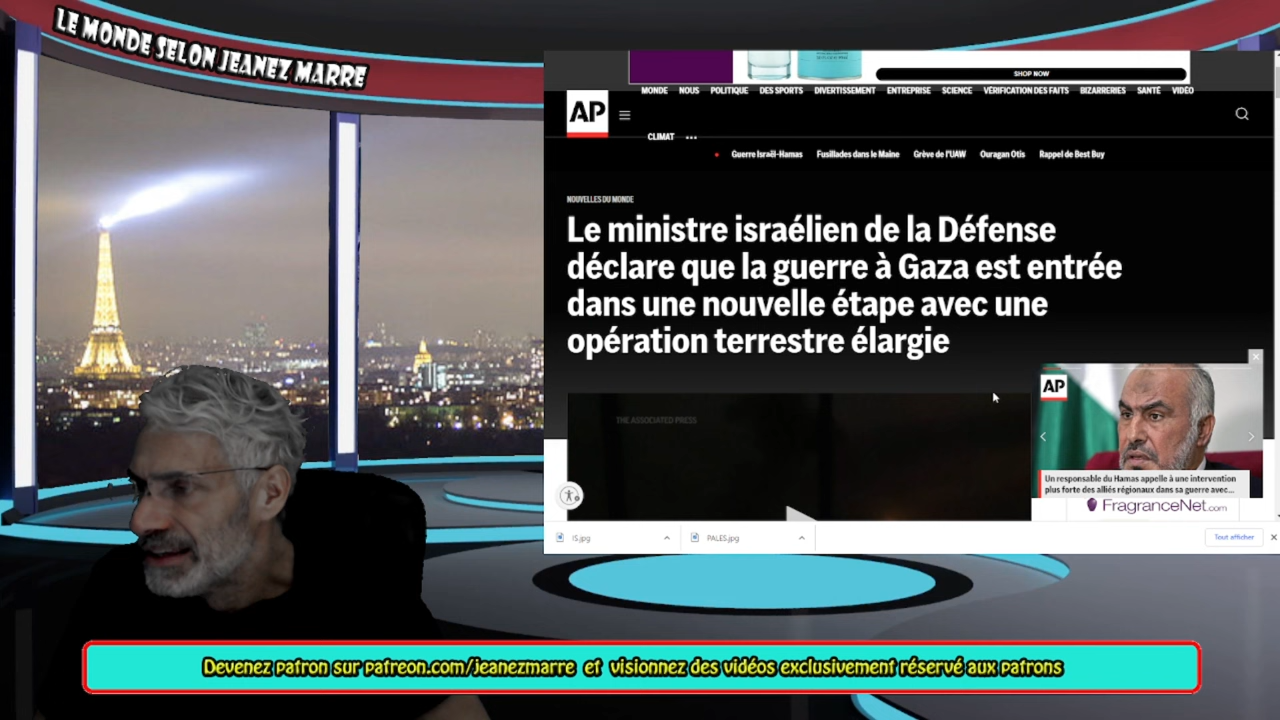 LE MONDE SELON JEANEZ MARRE
SHOP NOW
MONDE NOUS POLITIQUE DES SPORTS DIVERTISSEMENT ENTREPRISE SCIENCE VÉRIFICATION DES FAITS BIZARRERIES SANTÉ VIDÉO
AP
CLIMAT
Guerre Israël-Hamas Fusillades dans le Maine Grève de l'UAW Ouragan Otis Rappel de Best Buy
NOUVELLES DU MONDE
Le ministre israélien de la Défense
déclare que la guerre à Gaza est entrée
dans une nouvelle étape avec une
opération terrestre élargie
AP
THE ASSOCIATED PRESS
Un responsable du Hamas appelle à une intervention
plus forte des alliés régionaux dans sa guerre avec...
FragranceNet.com
IS.jpg
PALES.jpg
Tout afficher
Devenez patron sur patreon.com/jeanezmarre et visionnez des vidéos exclusivement réservé aux patrons